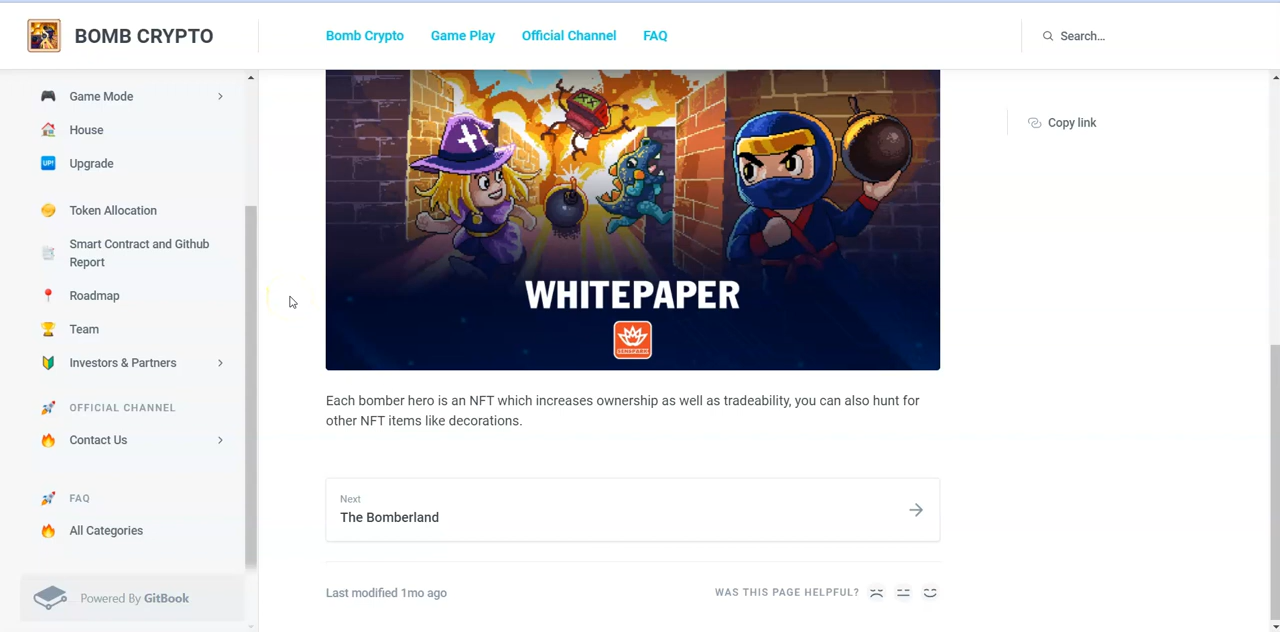 BOMB CRYPTO
Bomb Crypto
Game Play
Official Channel
FAQ
Search...
Game Mode
House
UP!
Upgrade
Token Allocation
Smart Contract and Github
Report
Roadmap
Team
Investors & Partners
OFFICIAL CHANNEL
Contact Us
FAQ
All Categories
Powered By GitBook
Copy link
WHITEPAPER
Each bomber hero is an NFT which increases ownership as well as tradeability, you can also hunt for
other NFT items like decorations.
Next
The Bomberland
Last modified 1mo ago
WAS THIS PAGE HELPFUL?